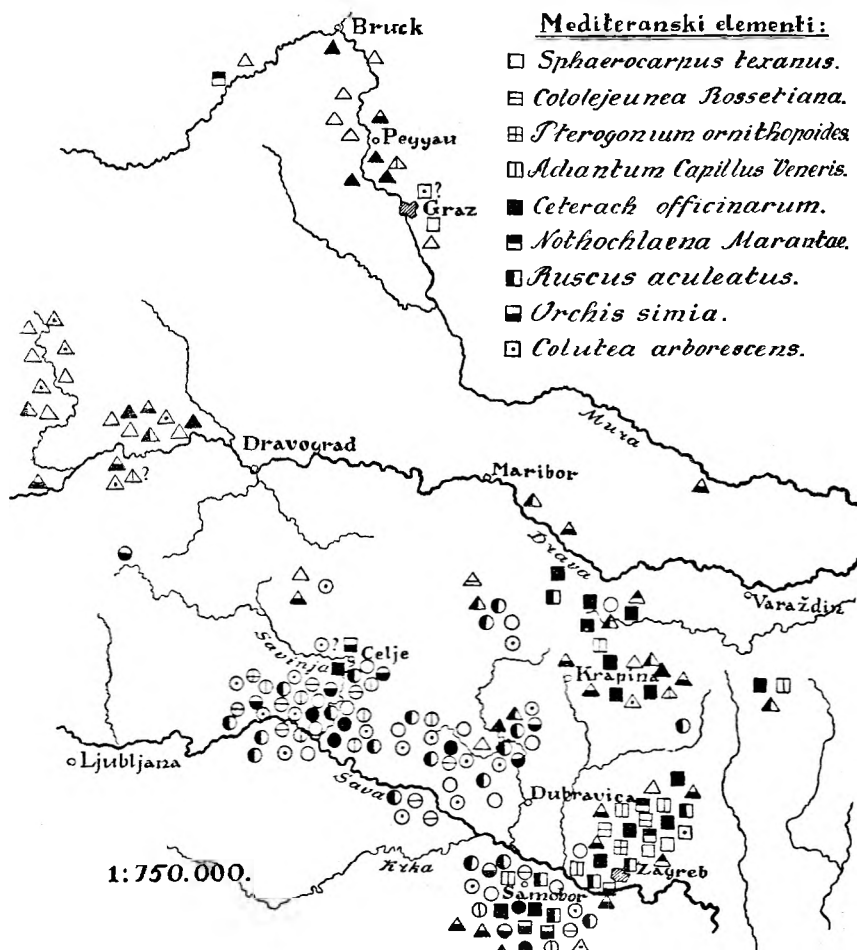 Mediteranski elementi:
Sphaerocarpus texanus.
Cololejeunea Rossetiana.
Pterogonium ornithopoides.
Adiantum Capillus Veneris.
Ceterach officinarum.
Nothochlaena Marantae.
Ruscus aculeatus.
Orchis simia.
Colutea arborescens.
Bruck
Peggau
?
Graz
Mura
Dravograd
?
Maribor
Drava
Varaždin
Savinja
?
Celje
Krapina
Ljubljana
Sava
Dubravica
Krka
Zagreb
Samobor
1:750.000.